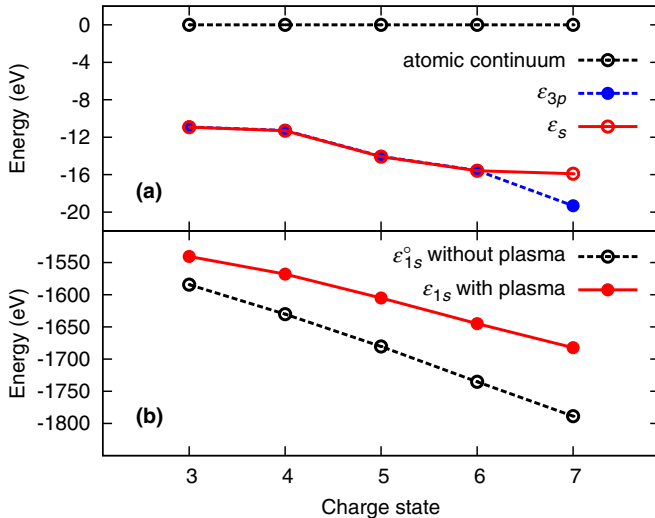 0
-4
-8
-12
-16
-20
Energy (eV)
atomic continuum
ε3p
εs
(a)
-1550
-1600
-1650
-1700
-1750
-1800
Energy (eV)
ε°1s without plasma
ε1s with plasma
(b)
3 4 5 6 7
Charge state